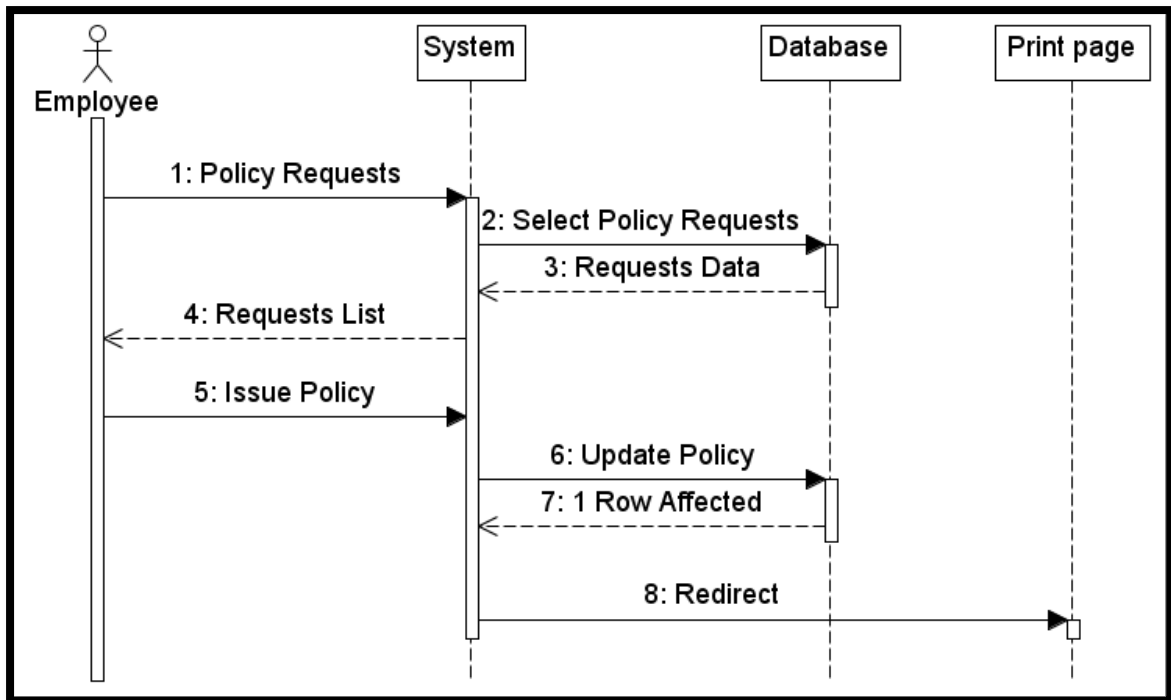 System
Database
Print page
Employee
1: Policy Requests
2: Select Policy Requests
3: Requests Data
4: Requests List
5: Issue Policy
6: Update Policy
7: 1 Row Affected
8: Redirect